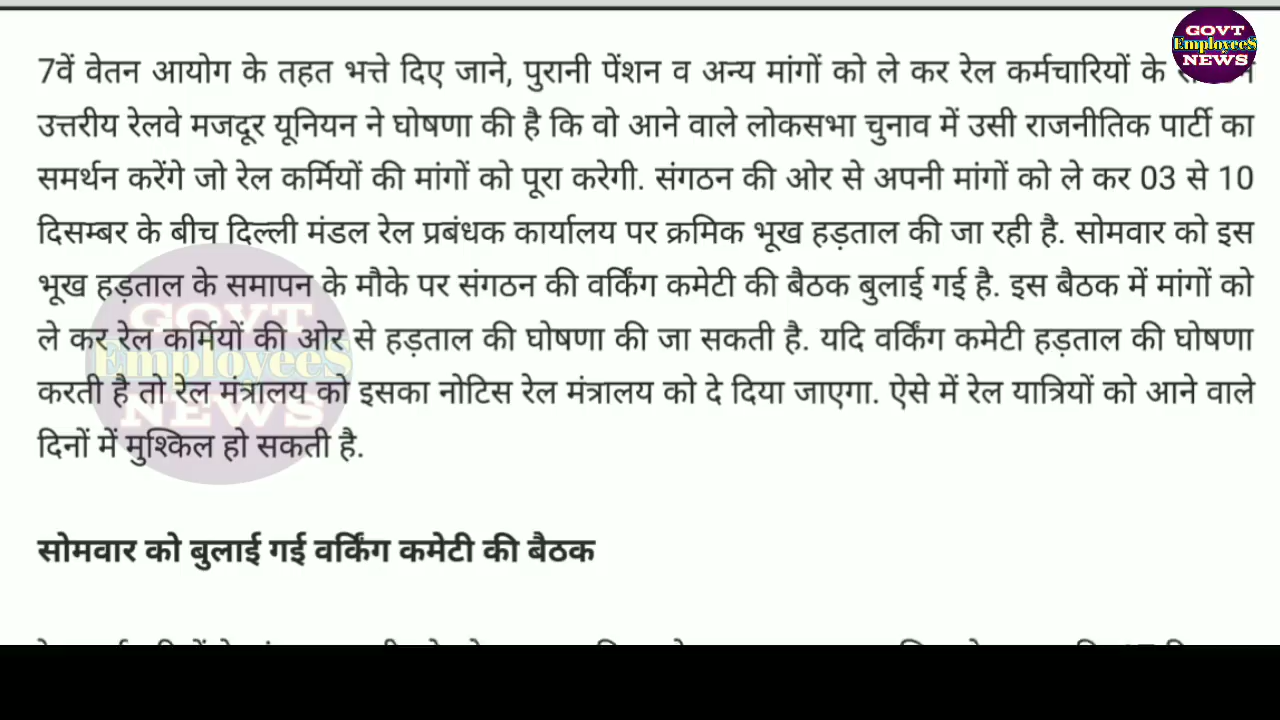 GOVT
EmployeeS
NEWS
7वें वेतन आयोग के तहत भत्ते दिए जाने, पुरानी पेंशन व अन्य मांगों को ले कर रेल कर्मचारियों के
उत्तरीय रेलवे मजदूर यूनियन ने घोषणा की है कि वो आने वाले लोकसभा चुनाव में उसी राजनीतिक पार्टी का
समर्थन करेंगे जो रेल कर्मियों की मांगों को पूरा करेगी. संगठन की ओर से अपनी मांगों को ले कर 03 से 10
दिसम्बर के बीच दिल्ली मंडल रेल प्रबंधक कार्यालय पर क्रमिक भूख हड़ताल की जा रही है. सोमवार को इस
भूख हड़ताल के समापन के मौके पर संगठन की वर्किंग कमेटी की बैठक बुलाई गई है. इस बैठक में मांगों को
ले कर रेल कर्मियों की ओर से हड़ताल की घोषणा की जा सकती है. यदि वर्किंग कमेटी हड़ताल की घोषणा
करती है तो रेल मंत्रालय को इसका नोटिस रेल मंत्रालय को दे दिया जाएगा. ऐसे में रेल यात्रियों को आने वाले
दिनों में मुश्किल हो सकती है.
GOVT
EmployeeS
NEWS
सोमवार को बुलाई गई वर्किंग कमेटी की बैठक